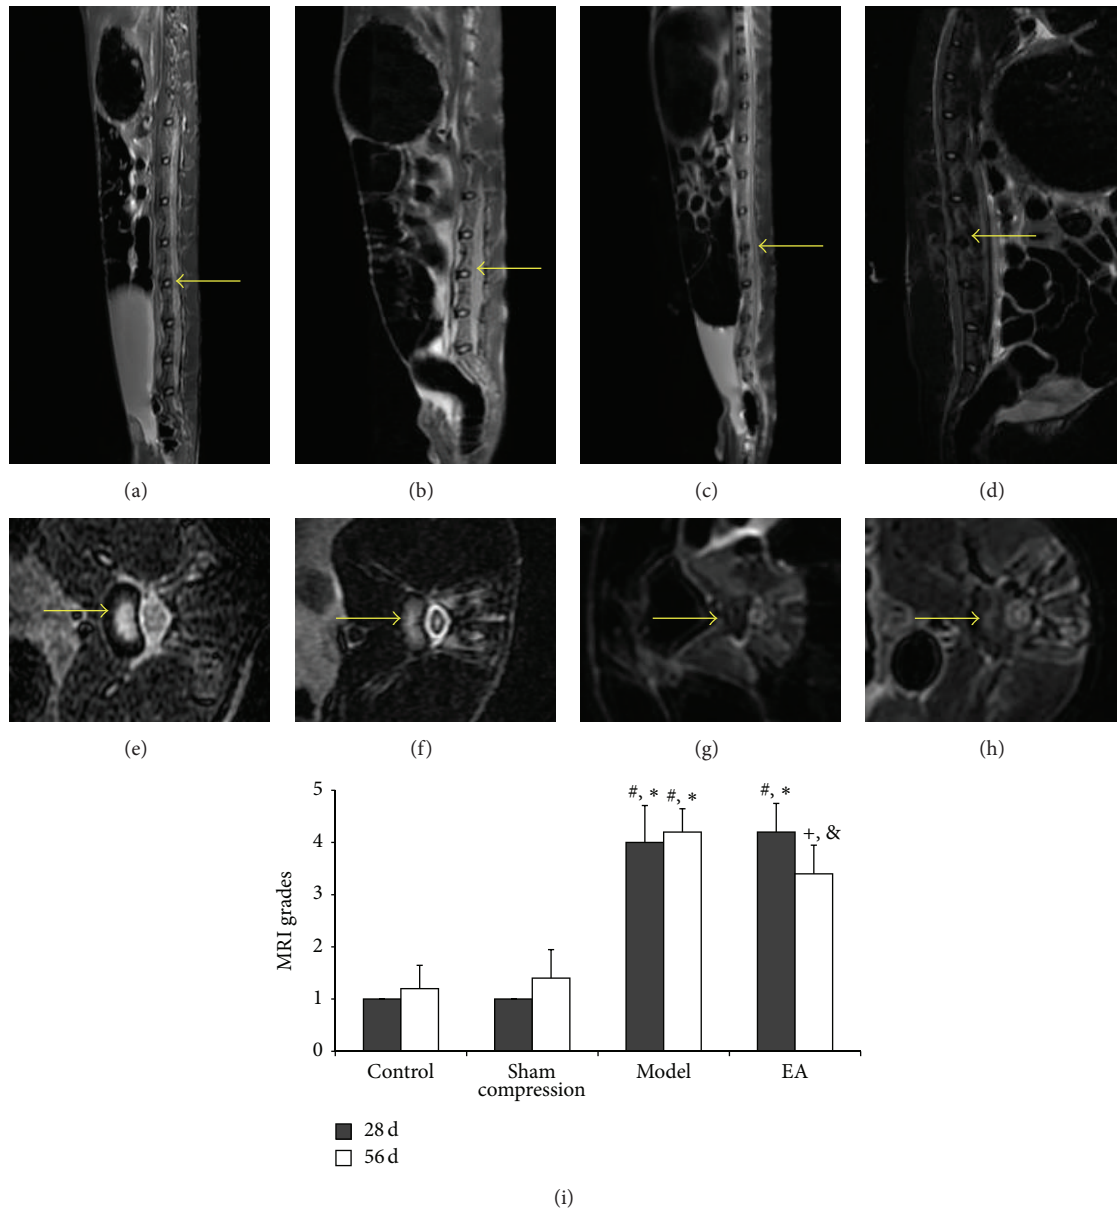 (a)
(b)
(c)
(d)
(e)
(f)
(g)
(h)
5
4
3
2
1
0
MRI grades
#, *
#, *
#, *
+, &
Control
Sham
compression
Model
EA
28 d
56 d
(i)